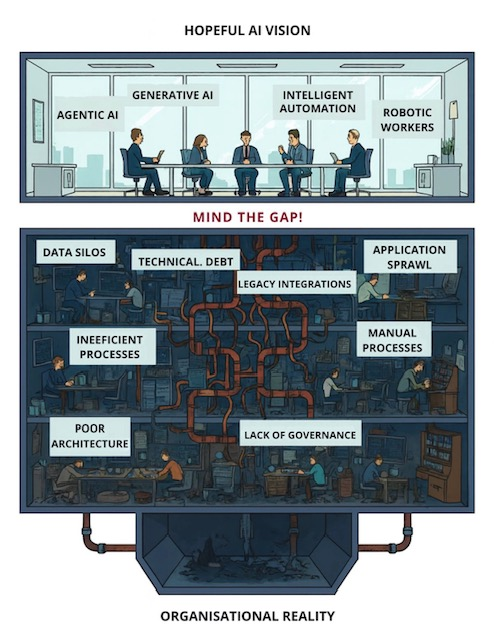 HOPEFUL AI VISION
AGENTIC AI
GENERATIVE AI
INTELLIGENT
AUTOMATION
ROBOTIC
WORKERS
MIND THE GAP!
DATA SILOS
TECHNICAL. DEBT
LEGACY INTEGRATIONS
APPLICATION
SPRAWL
INEEFICIENT
PROCESSES
MANUAL
PROCESSES
POOR
ARCHITECTURE
LACK OF GOVERNANCE
ORGANISATIONAL REALITY